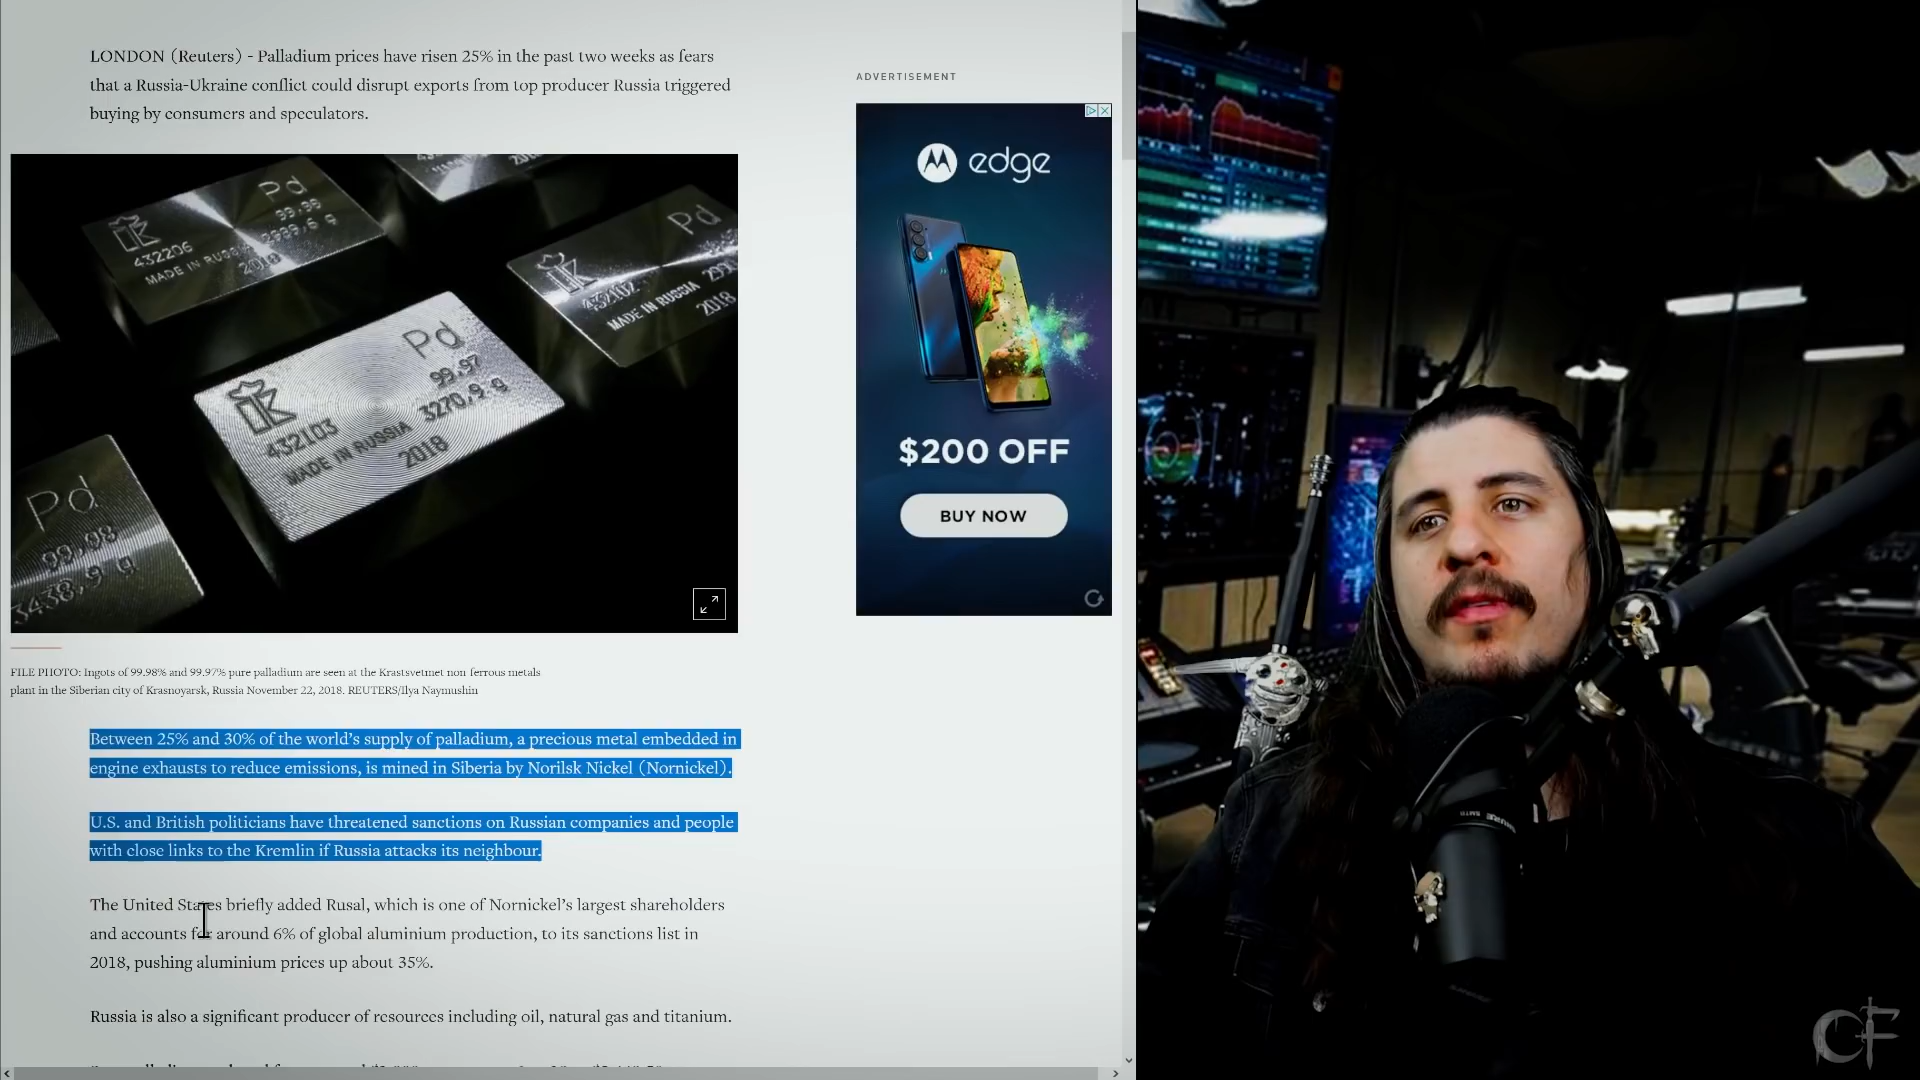 LONDON (Reuters) - Palladium prices have risen 25% in the past two weeks as fears
that a Russia-Ukraine conflict could disrupt exports from top producer Russia triggered
buying by consumers and speculators.
ADVERTISEMENT
edge
$200 OFF
BUY NOW
Pd
99,98
432206
MADE IN RUSSIA
2018
Pd
432102
MADE IN RUSSIA
2018
Pd
99,97
432103
3270,9 g
MADE IN RUSSIA
2018
Pd
99,98
3438,9 g
FILE PHOTO: Ingots of 99.98% and 99.97% pure palladium are seen at the Krastsvetmet non ferrous metals
plant in the Siberian city of Krasnoyarsk, Russia November 22, 2018. REUTERS/Ilya Naymushin
Between 25% and 30% of the world's supply of palladium, a precious metal embedded in
engine exhausts to reduce emissions, is mined in Siberia by Norilsk Nickel (Nornickel).
U.S. and British politicians have threatened sanctions on Russian companies and people
with close links to the Kremlin if Russia attacks its neighbour.
The United States briefly added Rusal, which is one of Nornickel's largest shareholders
and accounts for around 6% of global aluminium production, to its sanctions list in
2018, pushing aluminium prices up about 35%.
Russia is also a significant producer of resources including oil, natural gas and titanium.
CF